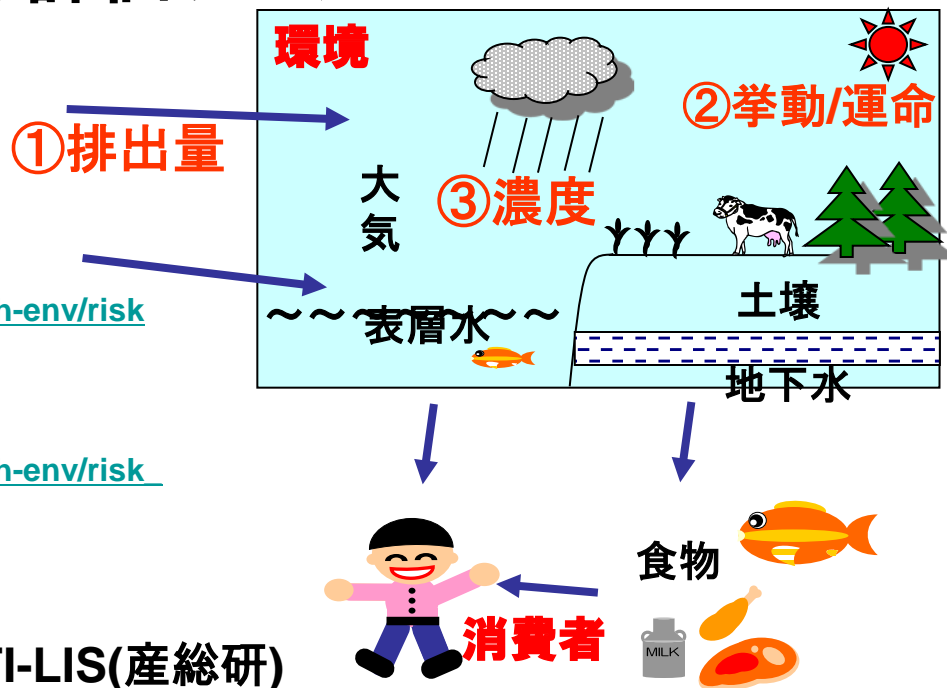 環境
②挙動/運命
①排出量
大気
③濃度
n-env/risk
表層水
土壌
地下水
n-env/risk_
食物
消費者
MILK
TI-LIS(産総研)